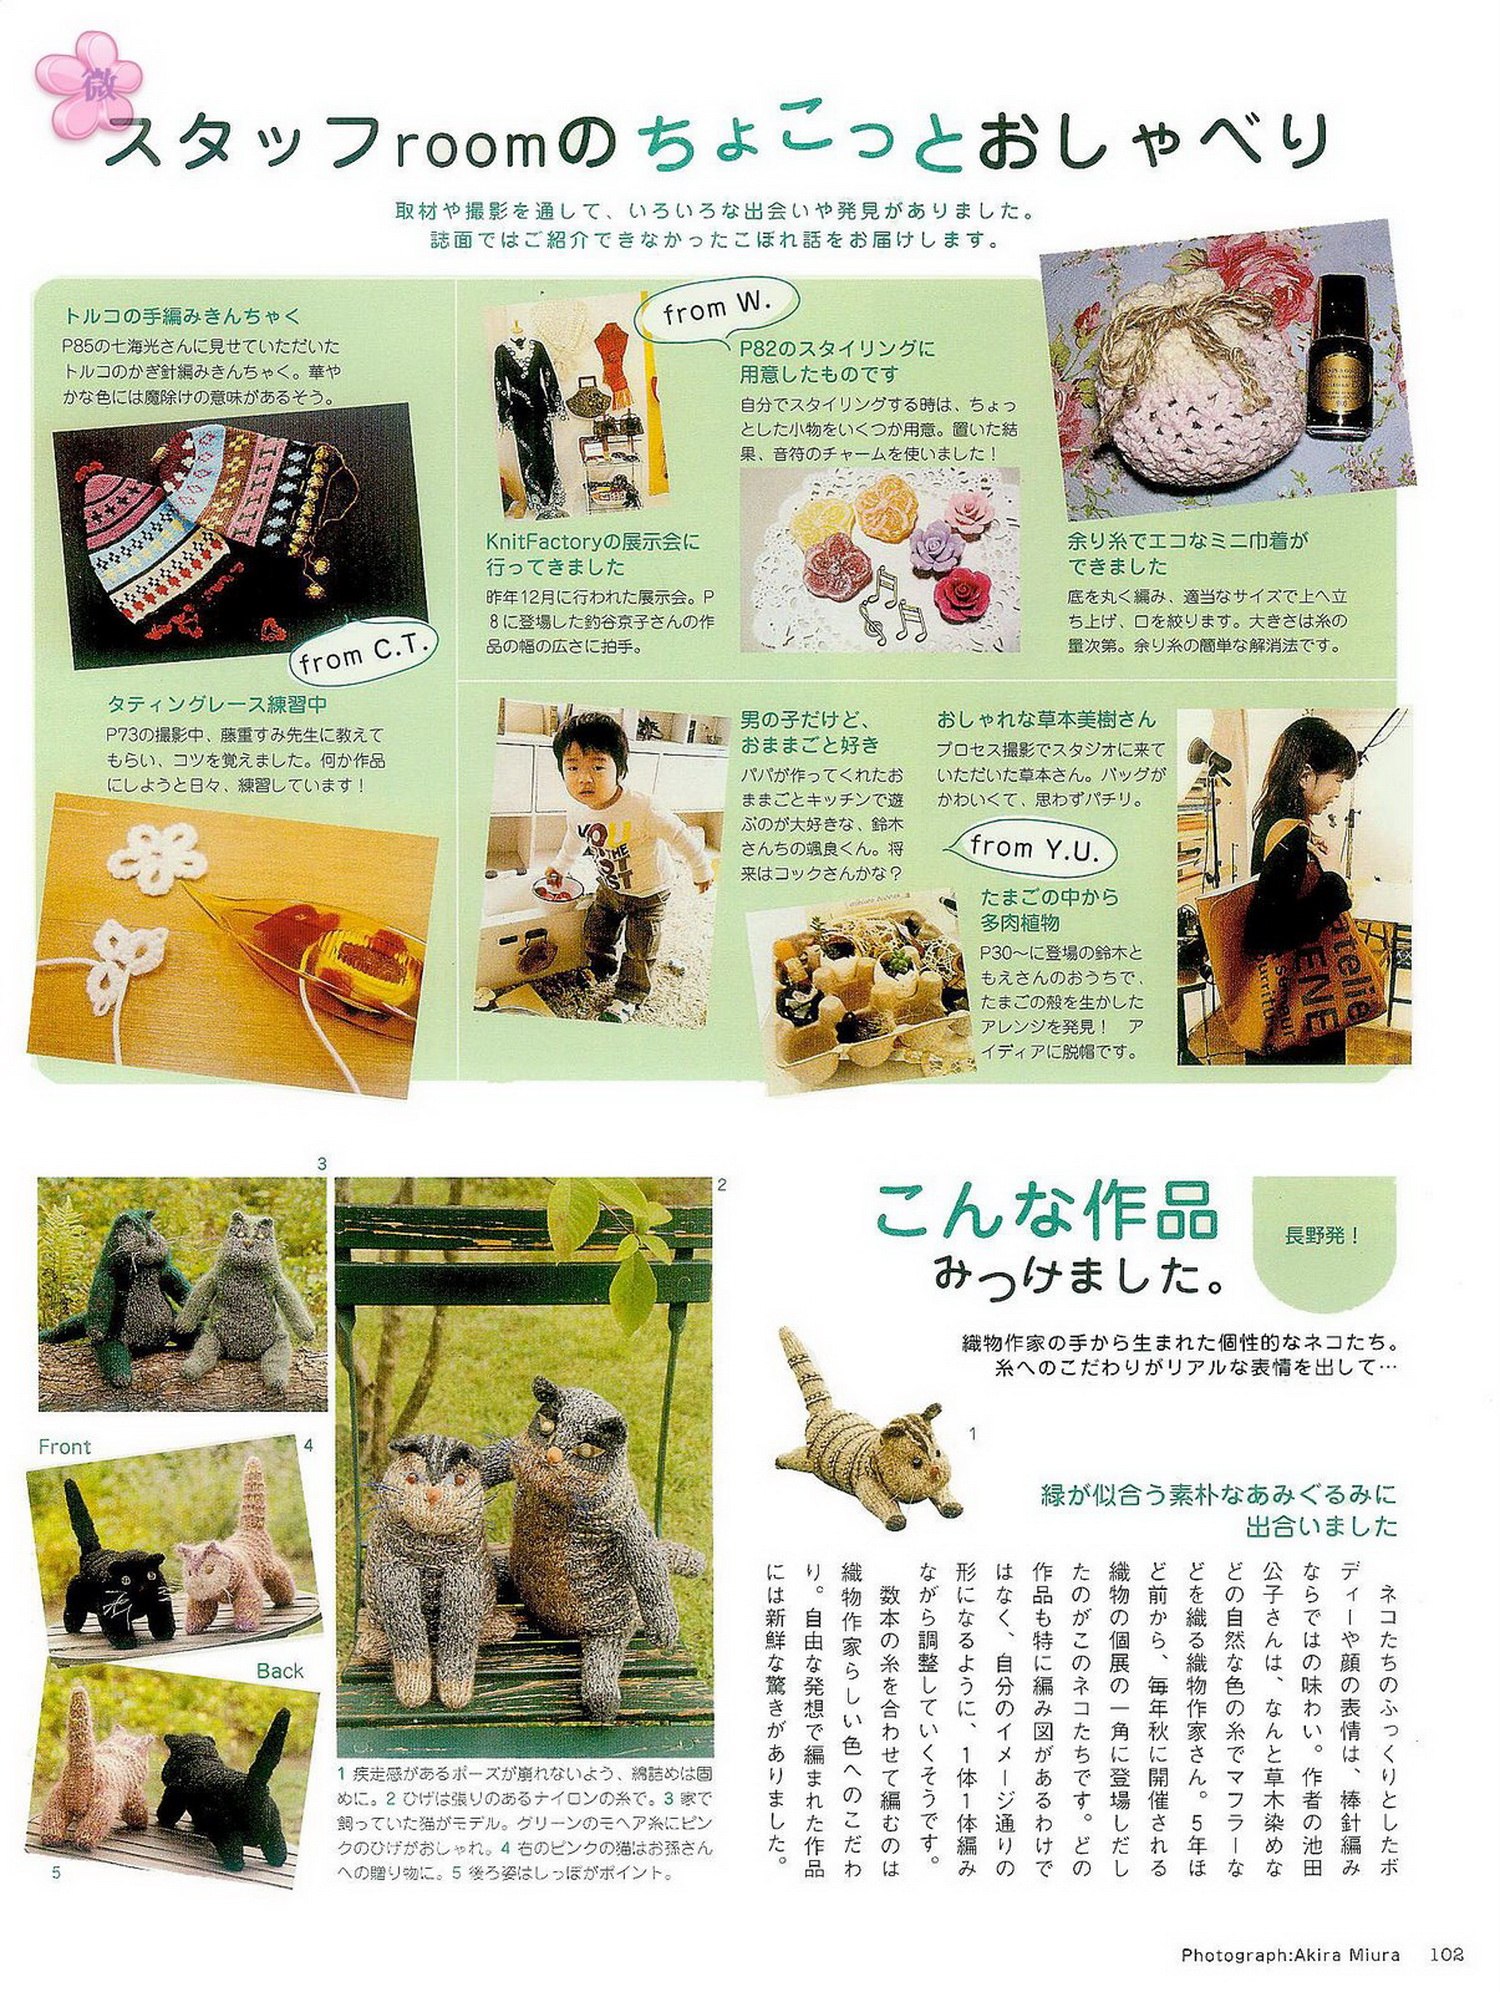 微
スタッフroomのちょこっとおしゃべり
取材や撮影を通して、いろいろな出会いや発見がありました。
誌面ではご紹介できなかったこぼれ話をお届けします。
トルコの手編みきんちゃく
P85の七海光さんに見せていただいた
トルコのかぎ針編みきんちゃく。華や
かな色には魔除けの意味があるそう。
from C.T.
タティングレース練習中
P73の撮影中、藤重すみ先生に教えて
もらい、コツを覚えました。何か作品
にしようと日々、練習しています！
from W.
KnitFactoryの展示会に
行ってきました
昨年12月に行われた展示会。P
8に登場した釣谷京子さんの作
品の幅の広さに拍手。
P82のスタイリングに
用意したものです
自分でスタイリングする時は、ちょっ
とした小物をいくつか用意。置いた結
果、音符のチャームを使いました！
余り糸でエコなミニ巾着が
できました
底を丸く編み、適当なサイズで上へ立
ち上げ、口を絞ります。大きさは糸の
量次第。余り糸の簡単な解消法です。
男の子だけど、
おままごと好き
パパが作ってくれたお
ままごとキッチンで遊
ぶのが大好きな、鈴木
さんちの颯良くん。将
来はコックさんかな？
おしゃれな草本美樹さん
プロセス撮影でスタジオに来て
いただいた草本さん。バッグが
かわいくて、思わずパチリ。
from Y.U.
たまごの中から
多肉植物
P30～に登場の鈴木と
もえさんのおうちで、
たまごの殻を生かした
アレンジを発見！　ア
イディアに脱帽です。
YOU
THE
atelie
ENE
3
2
Front
4
Back
5
1 疾走感があるポーズが崩れないよう、綿詰めは固
めに。2 ひげは張りのあるナイロンの糸で。3 家で
飼っていた猫がモデル。グリーンのモヘア糸にピン
クのひげがおしゃれ。4 右のピンクの猫はお孫さん
への贈り物に。5 後ろ姿はしっぽがポイント。
こんな作品
みつけました。
長野発！
織物作家の手から生まれた個性的なネコたち。
糸へのこだわりがリアルな表情を出して…
1
緑が似合う素朴なあみぐるみに
出合いました
ネコたちのふっくりとしたボ
ディーや顔の表情は、棒針編み
ならではの味わい。作者の池田
公子さんは、なんと草木染めな
どの自然な色の糸でマフラーな
どを織る織物作家さん。5年ほ
ど前から、毎年秋に開催される
織物の個展の一角に登場しだし
たのがこのネコたちです。どの
作品も特に編み図があるわけで
はなく、自分のイメージ通りの
形になるように、1体1体編み
ながら調整していくそうです。
数本の糸を合わせて編むのは
織物作家らしい色へのこだわ
り。自由な発想で編まれた作品
には新鮮な驚きがありました。
Photograph:Akira Miura 102